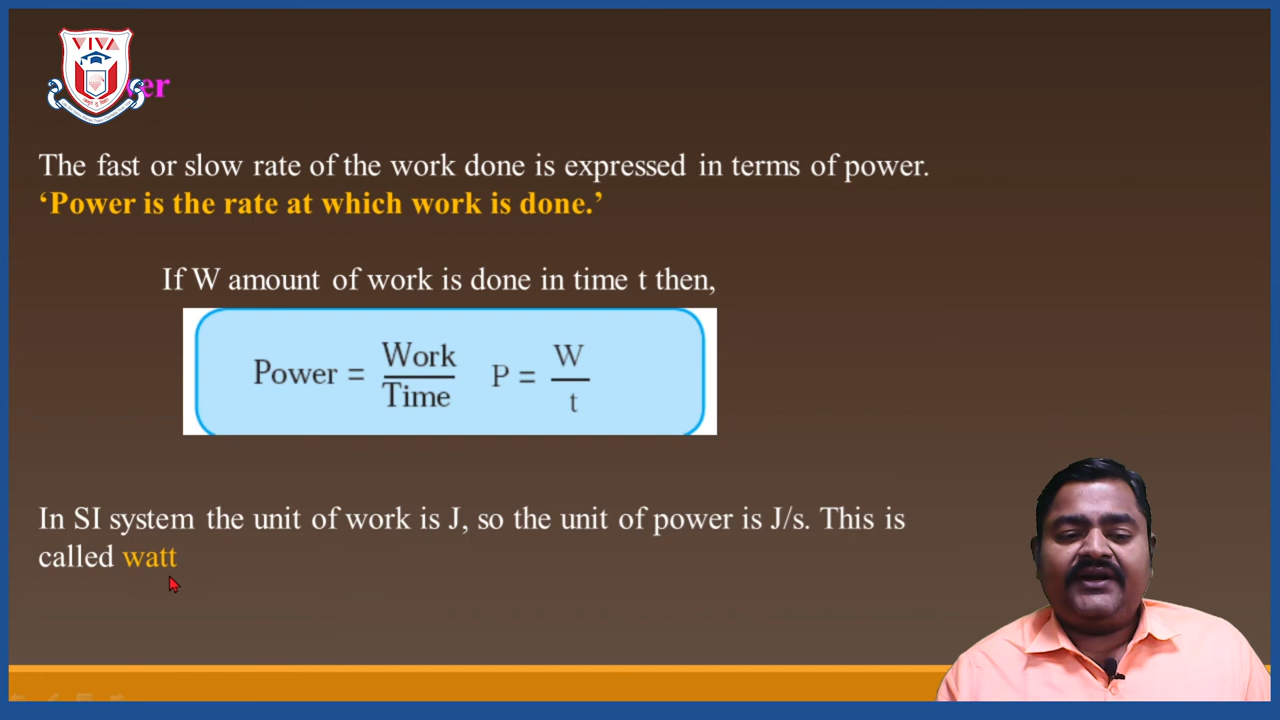 VIVA
The fast or slow rate of the work done is expressed in terms of power.
‘Power is the rate at which work is done.’
If W amount of work is done in time t then,
Power = Work / Time P = W / t
In SI system the unit of work is J, so the unit of power is J/s. This is
called watt